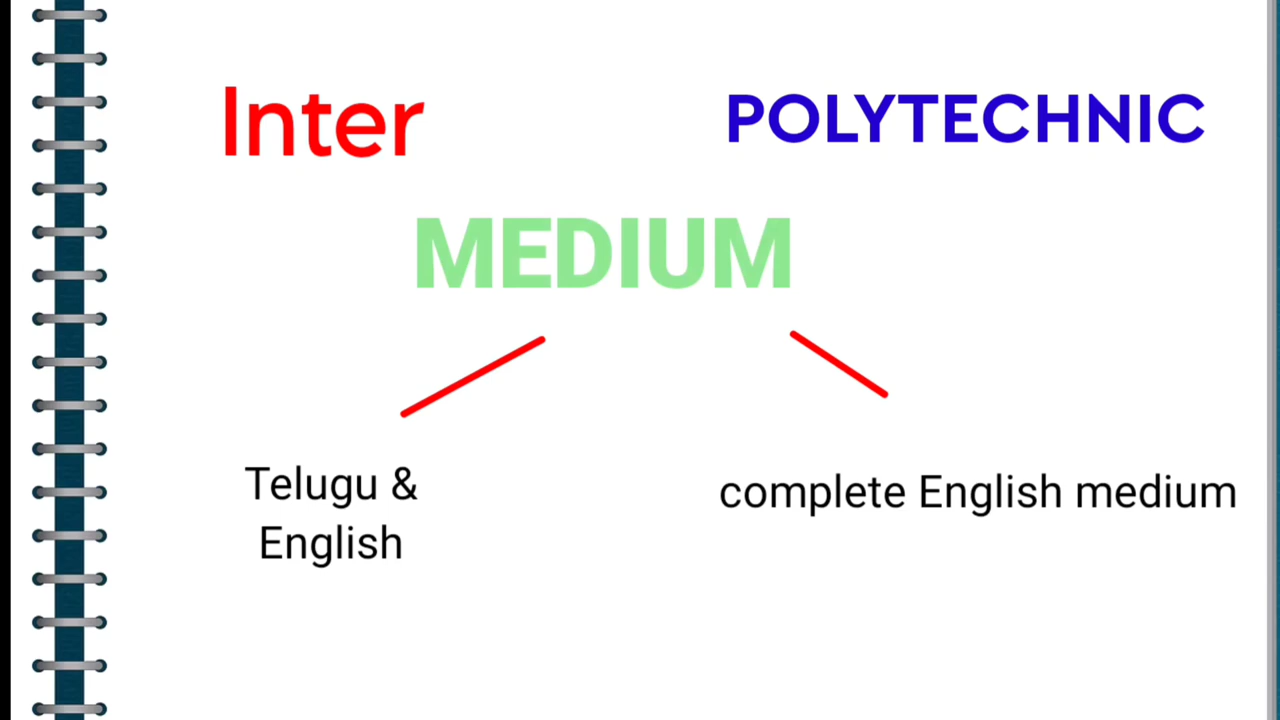 Inter
POLYTECHNIC
MEDIUM
Telugu &
English
complete English medium